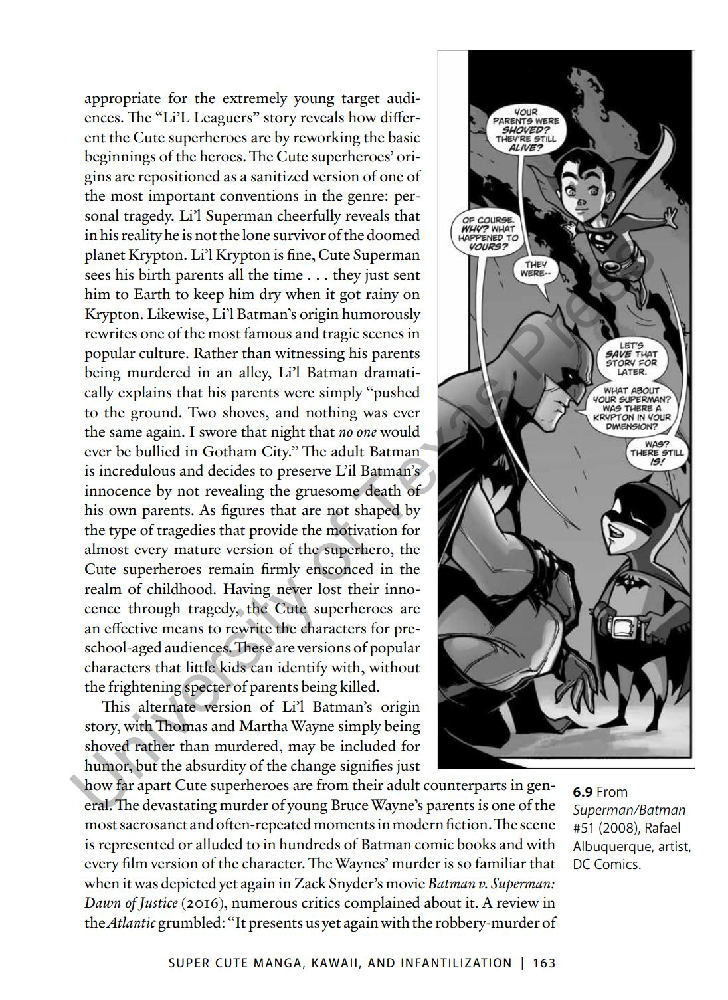 appropriate for the extremely young target audi-
ences. The “Li’L Leaguers” story reveals how differ-
ent the Cute superheroes are by reworking the basic
beginnings of the heroes. The Cute superheroes’ ori-
gins are repositioned as a sanitized version of one of
the most important conventions in the genre: per-
sonal tragedy. Li’l Superman cheerfully reveals that
in his reality he is not the lone survivor of the doomed
planet Krypton. Li’l Krypton is fine, Cute Superman
sees his birth parents all the time . . . they just sent
him to Earth to keep him dry when it got rainy on
Krypton. Likewise, Li’l Batman’s origin humorously
rewrites one of the most famous and tragic scenes in
popular culture. Rather than witnessing his parents
being murdered in an alley, Li’l Batman dramati-
cally explains that his parents were simply “pushed
to the ground. Two shoves, and nothing was ever
the same again. I swore that night that no one would
ever be bullied in Gotham City.” The adult Batman
is incredulous and decides to preserve L’il Batman’s
innocence by not revealing the gruesome death of
his own parents. As figures that are not shaped by
the type of tragedies that provide the motivation for
almost every mature version of the superhero, the
Cute superheroes remain firmly ensconced in the
realm of childhood. Having never lost their inno-
cence through tragedy, the Cute superheroes are
an effective means to rewrite the characters for pre-
school-aged audiences. These are versions of popular
characters that little kids can identify with, without
the frightening specter of parents being killed.
This alternate version of Li’l Batman’s origin
story, with Thomas and Martha Wayne simply being
shoved rather than murdered, may be included for
humor, but the absurdity of the change signifies just
how far apart Cute superheroes are from their adult counterparts in gen-
eral. The devastating murder of young Bruce Wayne’s parents is one of the
most sacrosanct and often-repeated moments in modern fiction. The scene
is represented or alluded to in hundreds of Batman comic books and with
every film version of the character. The Waynes’ murder is so familiar that
when it was depicted yet again in Zack Snyder’s movie Batman v. Superman:
Dawn of Justice (2016), numerous critics complained about it. A review in
the Atlantic grumbled: “It presents us yet again with the robbery-murder of
YOUR
PARENTS WERE
SHOVED?
THEY'RE STILL
ALIVE?
OF COURSE.
WHY? WHAT
HAPPENED TO
YOURS?
THEY
WERE--
LET'S
SAVE THAT
STORY FOR
LATER.
WHAT ABOUT
YOUR SUPERMAN?
WAS THERE A
KRYPTON IN YOUR
DIMENSION?
WAS?
THERE STILL
IS!
6.9 From
Superman/Batman
#51 (2008), Rafael
Albuquerque, artist,
DC Comics.
SUPER CUTE MANGA, KAWAII, AND INFANTILIZATION | 163
University of Texas Press